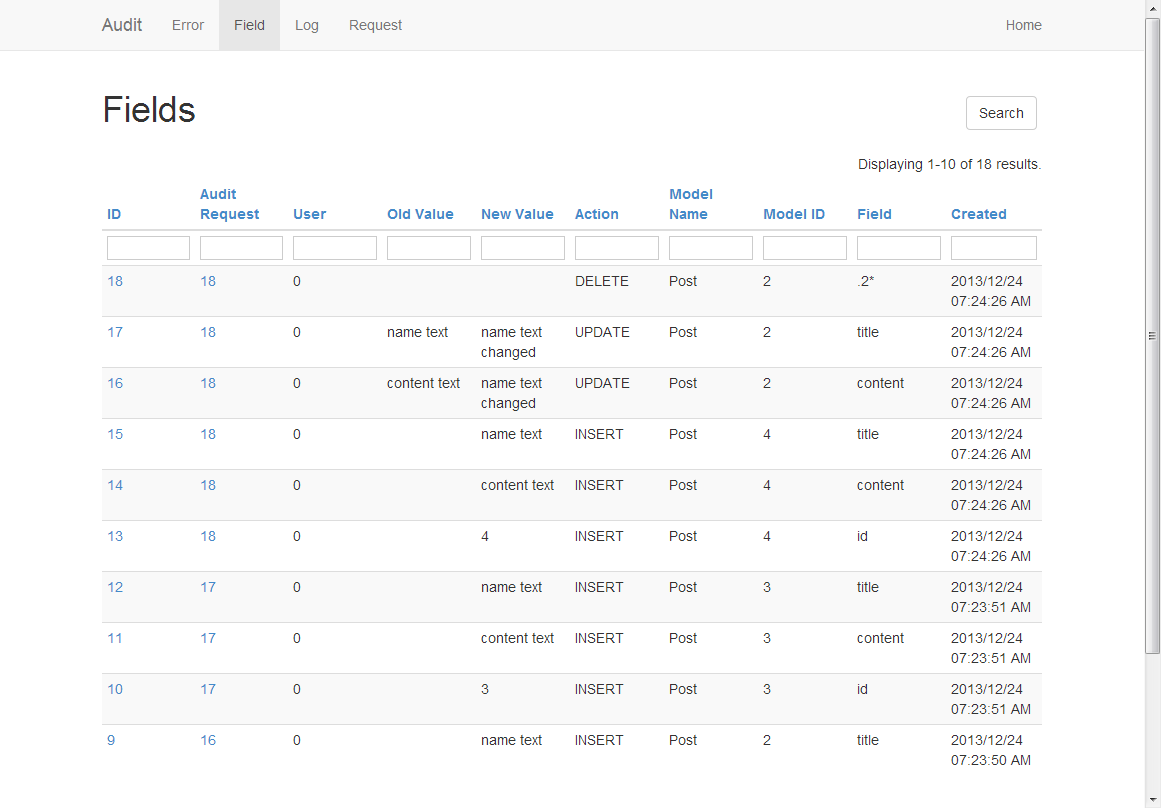 Audit Error Field Log Request Home
Fields
Search
Displaying 1-10 of 18 results.
ID Audit Request User Old Value New Value Action Model Name Model ID Field Created
18 18 0 DELETE Post 2 .2* 2013/12/24
07:24:26 AM
17 18 0 name text name text UPDATE Post 2 title 2013/12/24
changed 07:24:26 AM
16 18 0 content text name text UPDATE Post 2 content 2013/12/24
changed 07:24:26 AM
15 18 0 name text INSERT Post 4 title 2013/12/24
07:24:26 AM
14 18 0 content text INSERT Post 4 content 2013/12/24
07:24:26 AM
13 18 0 4 INSERT Post 4 id 2013/12/24
07:24:26 AM
12 17 0 name text INSERT Post 3 title 2013/12/24
07:23:51 AM
11 17 0 content text INSERT Post 3 content 2013/12/24
07:23:51 AM
10 17 0 3 INSERT Post 3 id 2013/12/24
07:23:51 AM
9 16 0 name text INSERT Post 2 title 2013/12/24
07:23:50 AM